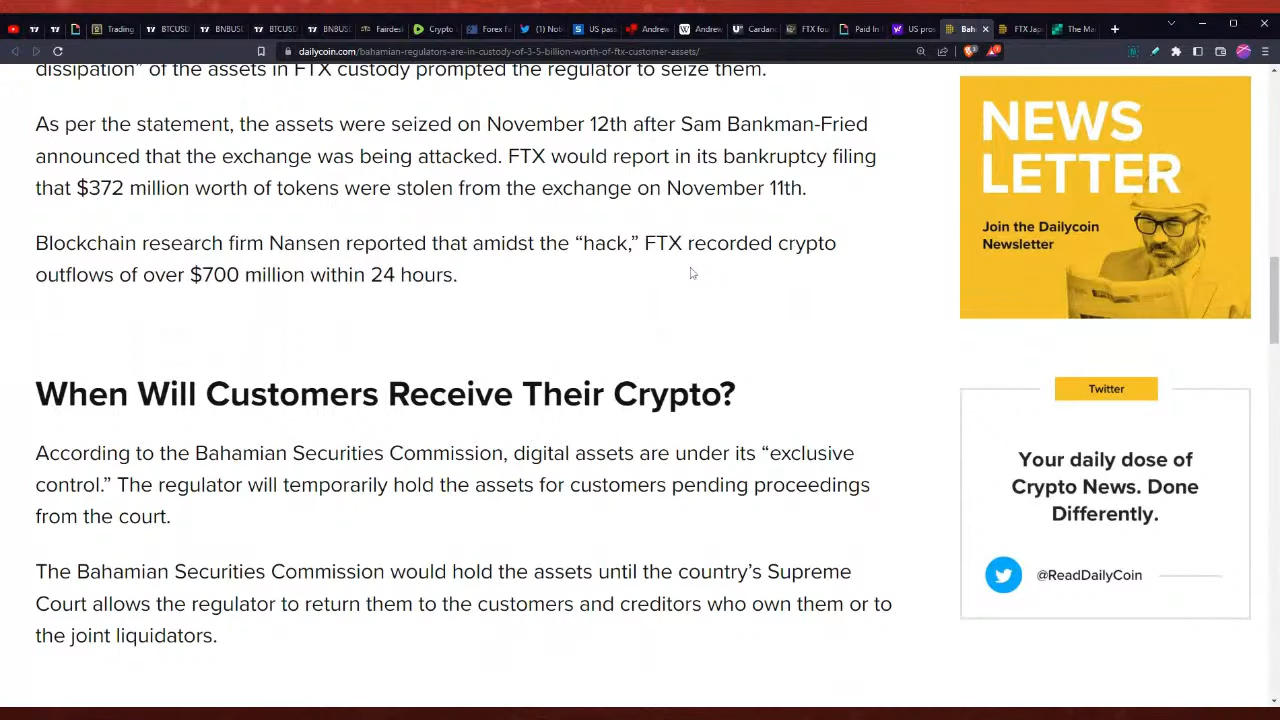 Trading
BTCUSD
BNBUS
BTCUSD
BNBUS
Fairdesk
Crypto
Forex Fa
(1) Not
US pass
Andrew
Andrew
Cardano
FTX fou
Paid In
US pros
Bah
FTX Jap
The Ma
dailycoin.com/bahamian-regulators-are-in-custody-of-3-5-billion-worth-of-ftx-customer-assets/
dissipation” of the assets in FTX custody prompted the regulator to seize them.
As per the statement, the assets were seized on November 12th after Sam Bankman-Fried
announced that the exchange was being attacked. FTX would report in its bankruptcy filing
that $372 million worth of tokens were stolen from the exchange on November 11th.
Blockchain research firm Nansen reported that amidst the “hack,” FTX recorded crypto
outflows of over $700 million within 24 hours.
When Will Customers Receive Their Crypto?
According to the Bahamian Securities Commission, digital assets are under its “exclusive
control.” The regulator will temporarily hold the assets for customers pending proceedings
from the court.
The Bahamian Securities Commission would hold the assets until the country’s Supreme
Court allows the regulator to return them to the customers and creditors who own them or to
the joint liquidators.
NEWS
LETTER
Join the Dailycoin
Newsletter
Twitter
Your daily dose of
Crypto News. Done
Differently.
@ReadDailyCoin